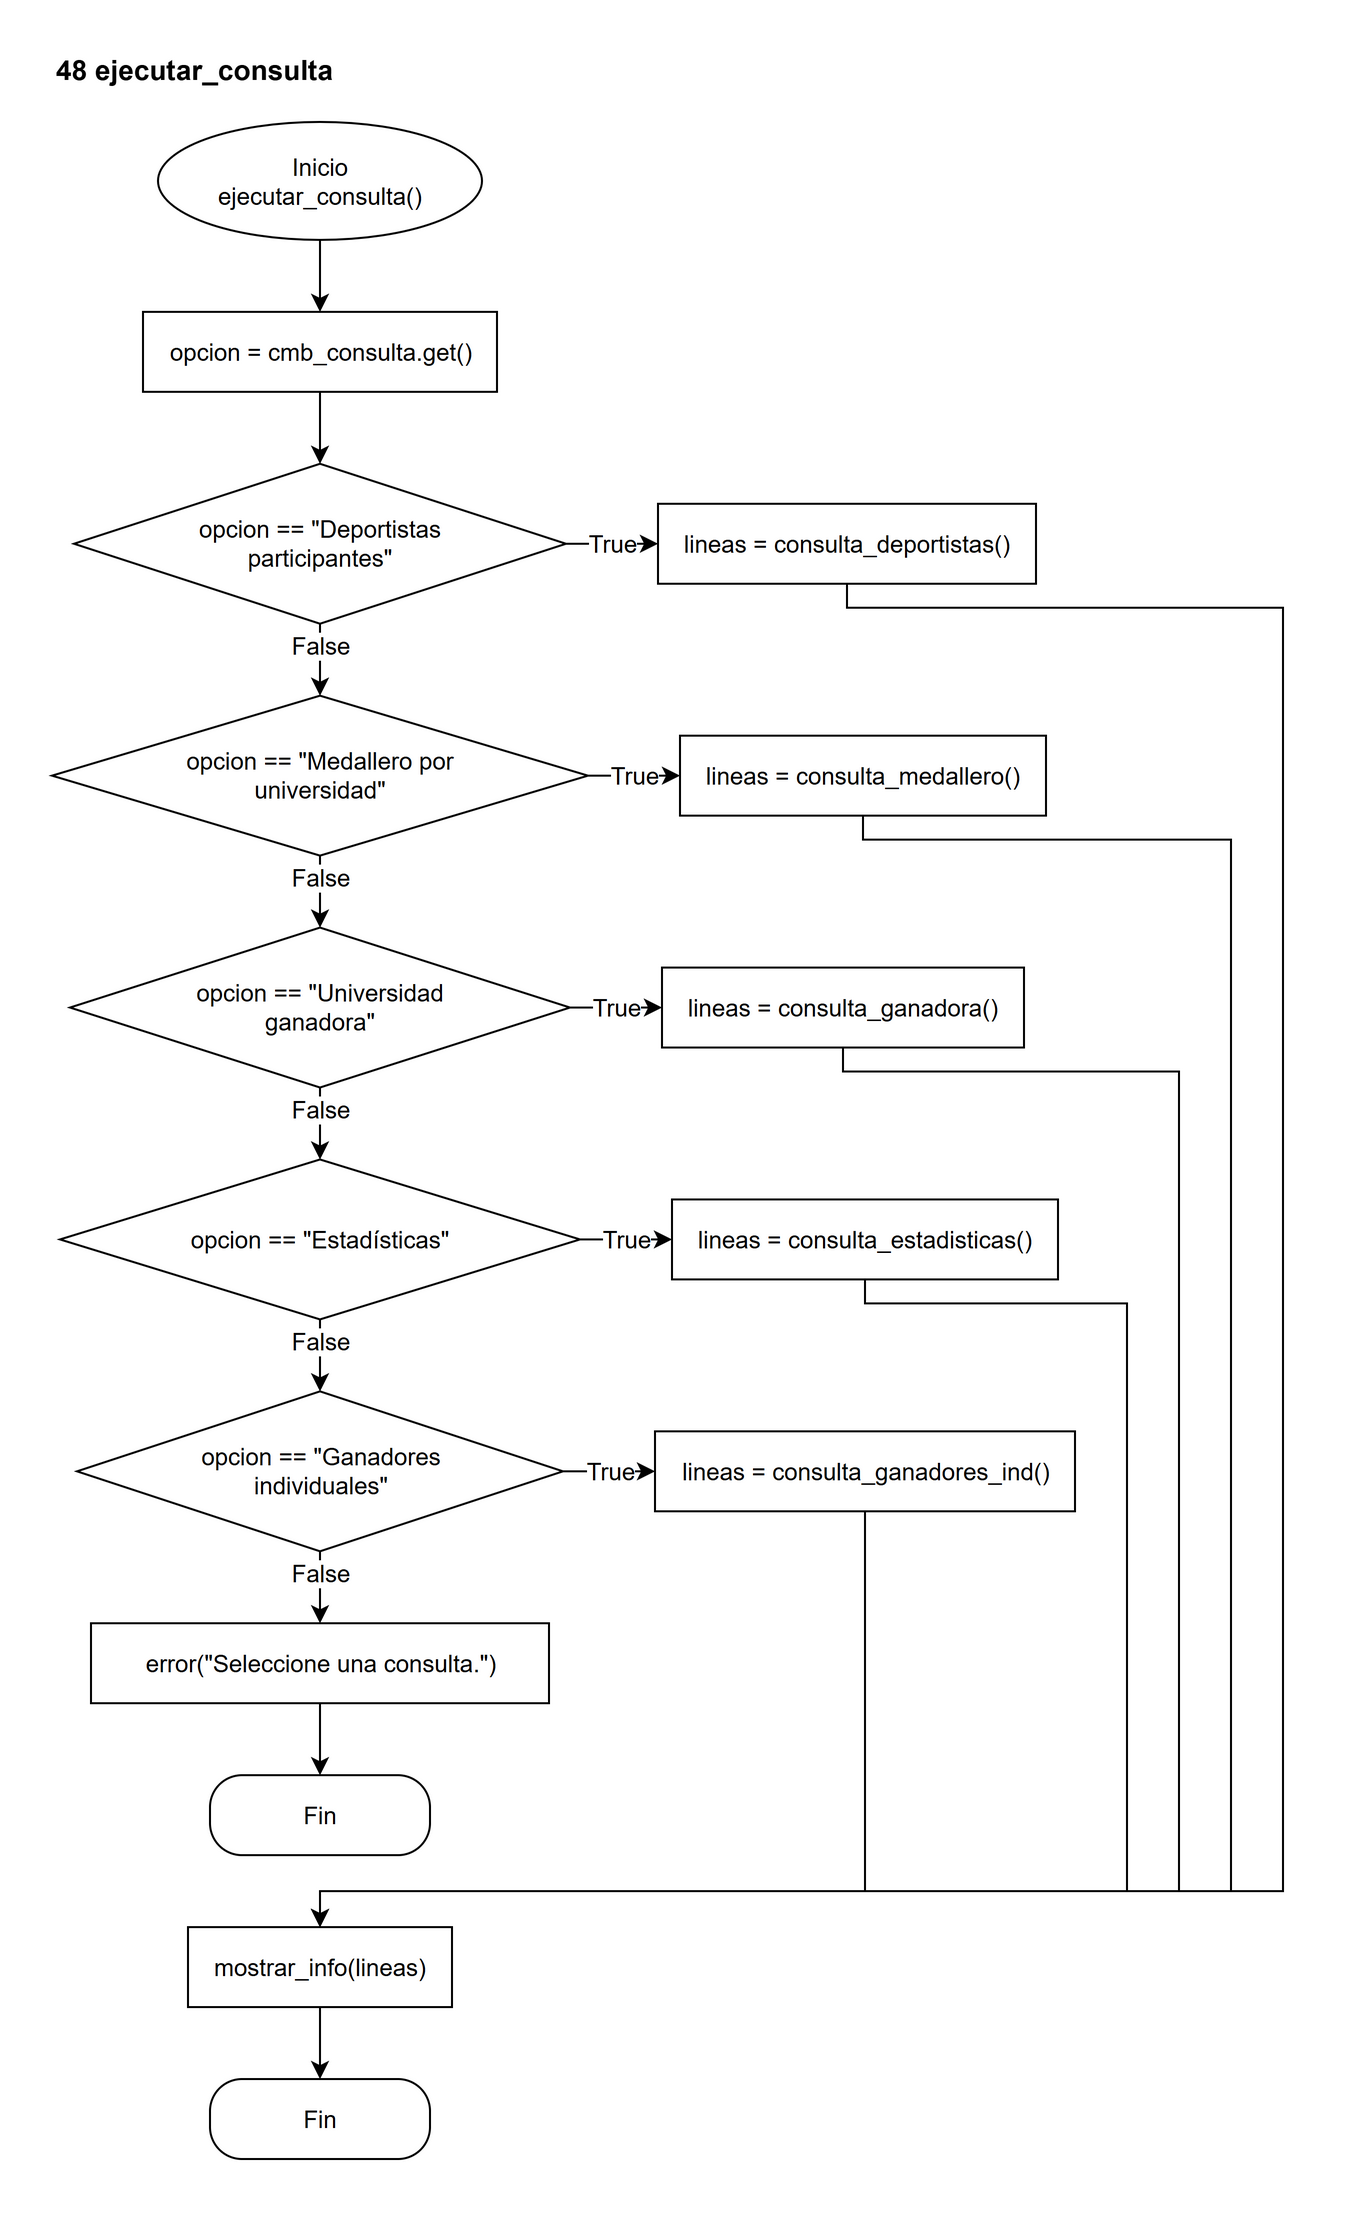 48 ejecutar_consulta
Inicio
ejecutar_consulta()
opcion = cmb_consulta.get()
opcion == "Deportistas
participantes"
True
lineas = consulta_deportistas()
False
opcion == "Medallero por
universidad"
True
lineas = consulta_medallero()
False
opcion == "Universidad
ganadora"
True
lineas = consulta_ganadora()
False
opcion == "Estadísticas"
True
lineas = consulta_estadisticas()
False
opcion == "Ganadores
individuales"
True
lineas = consulta_ganadores_ind()
False
error("Seleccione una consulta.")
Fin
mostrar_info(lineas)
Fin